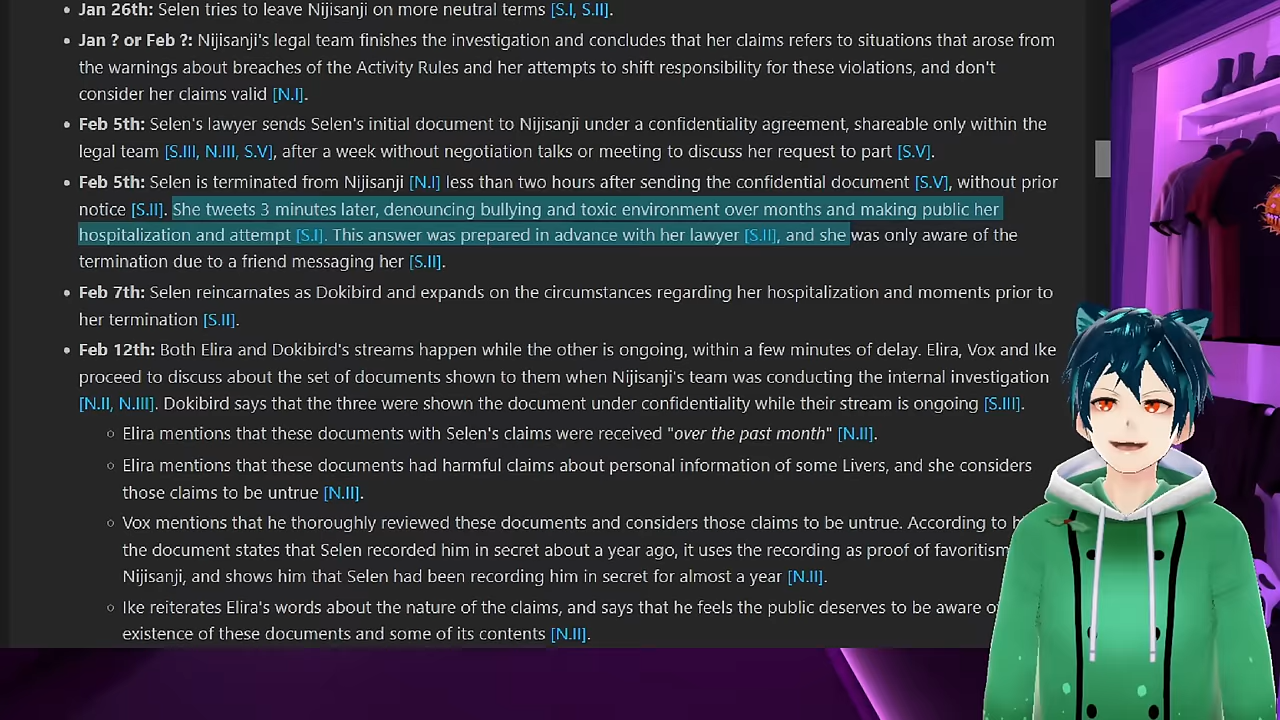 Jan 26th: Selen tries to leave Nijisanji on more neutral terms [S.I, S.II].
Jan ? or Feb ?: Nijisanji's legal team finishes the investigation and concludes that her claims refers to situations that arose from
the warnings about breaches of the Activity Rules and her attempts to shift responsibility for these violations, and don't
consider her claims valid [N.I].
Feb 5th: Selen's lawyer sends Selen's initial document to Nijisanji under a confidentiality agreement, shareable only within the
legal team [S.III, N.III, S.V], after a week without negotiation talks or meeting to discuss her request to part [S.V].
Feb 5th: Selen is terminated from Nijisanji [N.I] less than two hours after sending the confidential document [S.V], without prior
notice [S.II]. She tweets 3 minutes later, denouncing bullying and toxic environment over months and making public her
hospitalization and attempt [S.I]. This answer was prepared in advance with her lawyer [S.II], and she was only aware of the
termination due to a friend messaging her [S.II].
Feb 7th: Selen reincarnates as Dokibird and expands on the circumstances regarding her hospitalization and moments prior to
her termination [S.II].
Feb 12th: Both Elira and Dokibird's streams happen while the other is ongoing, within a few minutes of delay. Elira, Vox and Ike
proceed to discuss about the set of documents shown to them when Nijisanji's team was conducting the internal investigation
[N.II, N.III]. Dokibird says that the three were shown the document under confidentiality while their stream is ongoing [S.III].
Elira mentions that these documents with Selen's claims were received "over the past month" [N.II].
Elira mentions that these documents had harmful claims about personal information of some Livers, and she considers
those claims to be untrue [N.II].
Vox mentions that he thoroughly reviewed these documents and considers those claims to be untrue. According to
the document states that Selen recorded him in secret about a year ago, it uses the recording as proof of favoritism
Nijisanji, and shows him that Selen had been recording him in secret for almost a year [N.II].
Ike reiterates Elira's words about the nature of the claims, and says that he feels the public deserves to be aware
existence of these documents and some of its contents [N.II].